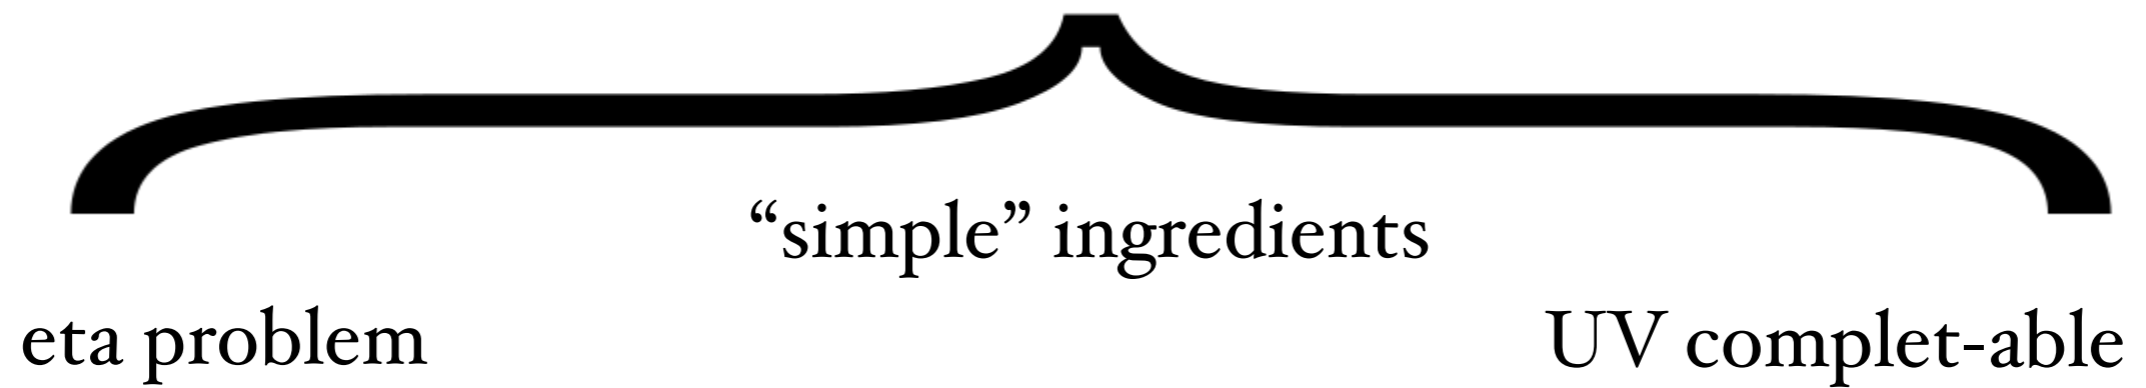 “simple” ingredients
eta problem
UV complet-able